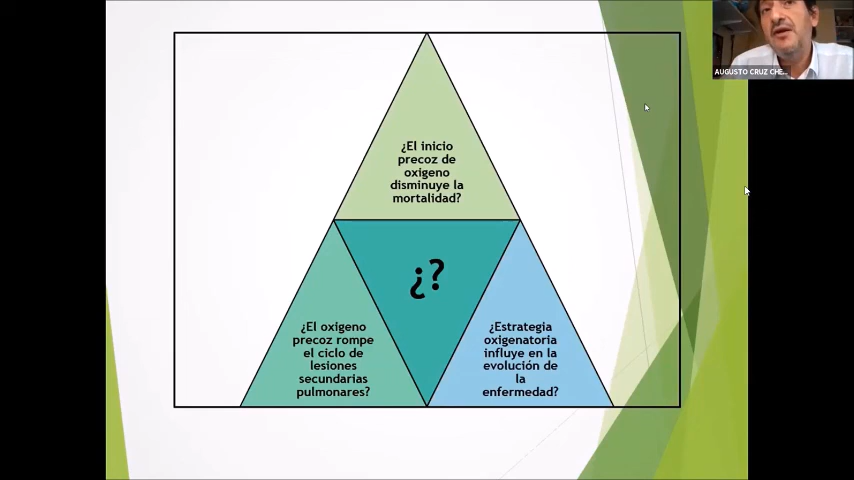 AUGUSTO CRUZ CHE...
¿El inicio
precoz de
oxigeno
disminuye la
mortalidad?
¿?
¿El oxigeno
precoz rompe
el ciclo de
lesiones
secundarias
pulmonares?
¿Estrategia
oxigenatoria
influye en la
evolución de
la
enfermedad?